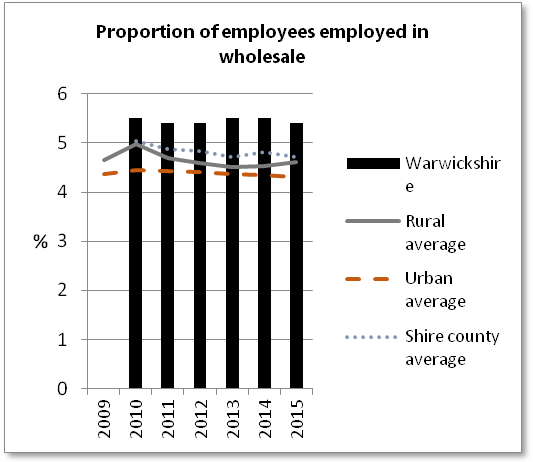 Proportion of employees employed in
wholesale
6
5
4
% 3
2
1
0
2009 2010 2011 2012 2013 2014 2015
Warwickshir
e
Rural
average
Urban
average
Shire county
average